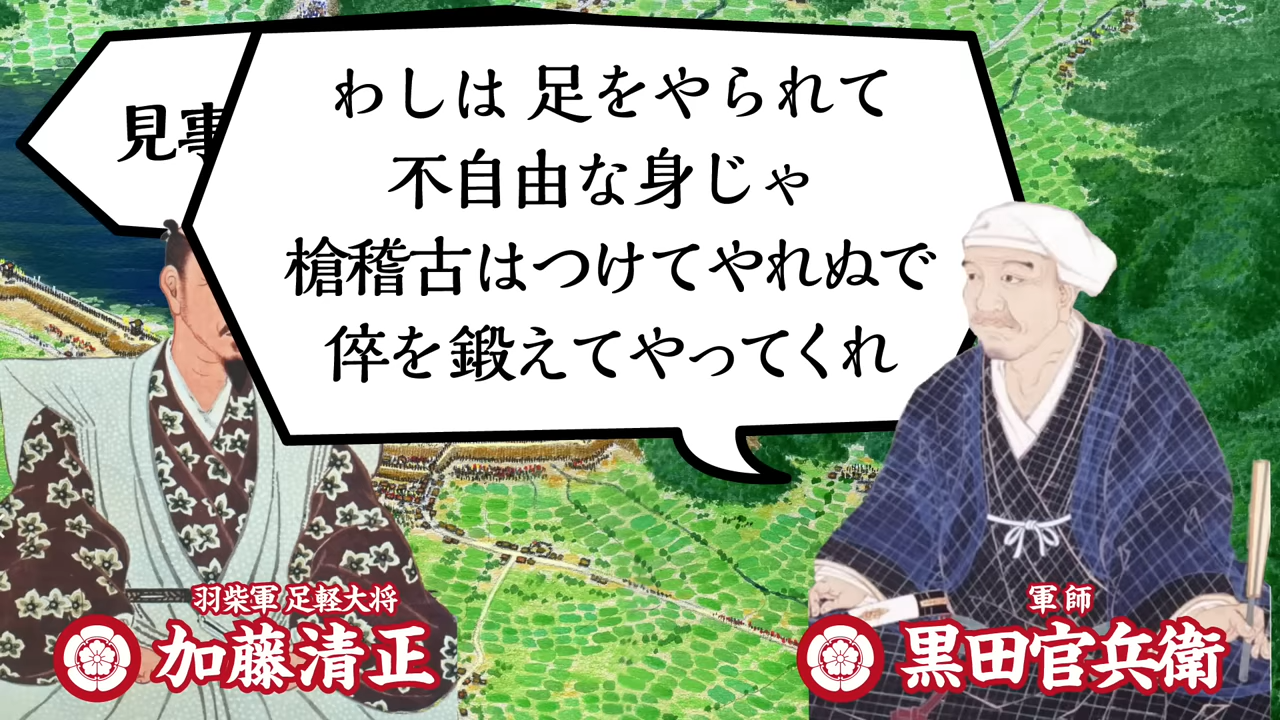 見事
わしは 足をやられて
不自由な身じゃ
槍稽古はつけてやれぬで
倅を鍛えてやってくれ
羽柴軍 足軽大将
加藤清正
軍師
黒田官兵衛